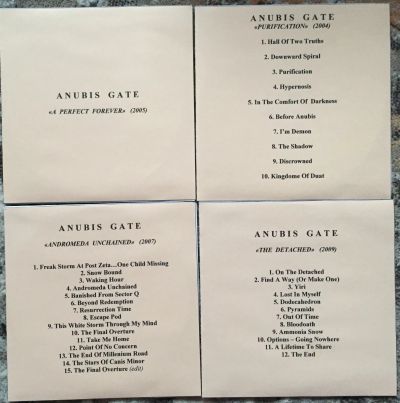 ANUBIS GATE
«A PERFECT FOREVER» (2005)
ANUBIS GATE
«PURIFICATION» (2004)
1. Hall Of Two Truths
2. Downward Spiral
3. Purification
4. Hypernosis
5. In The Comfort Of Darkness
6. Before Anubis
7. I'm Demon
8. The Shadow
9. Discrowned
10. Kingdome Of Duat
ANUBIS GATE
«ANDROMEDA UNCHAINED» (2007)
1. Freak Storm At Post Zeta...One Child Missing
2. Snow Bound
3. Waking Hour
4. Andromeda Unchained
5. Banished From Sector Q
6. Beyond Redemption
7. Resurrection Time
8. Escape Pod
9. This White Storm Through My Mind
10. The Final Overture
11. Take Me Home
12. Point Of No Concern
13. The End Of Millenium Road
14. The Stars Of Canis Minor
15. The Final Overture (edit)
ANUBIS GATE
«THE DETACHED» (2009)
1. On The Detached
2. Find A Way (Or Make One)
3. Yiri
4. Lost In Myself
5. Dodecahedron
6. Pyramids
7. Out Of Time
8. Bloodoath
9. Ammonia Snow
10. Options – Going Nowhere
11. A Lifetime To Share
12. The End